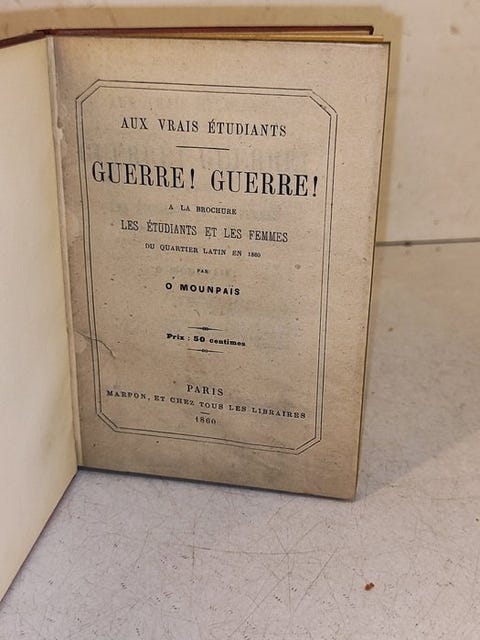 AUX VRAIS ÉTUDIANTS
GUERRE! GUERRE!
A LA BROCHURE
LES ÉTUDIANTS ET LES FEMMES
DU QUARTIER LATIN EN 1860
PAR
O MOUNPAÏS
Prix : 50 centimes
PARIS
MARPON, ET CHEZ TOUS LES LIBRAIRES
1860